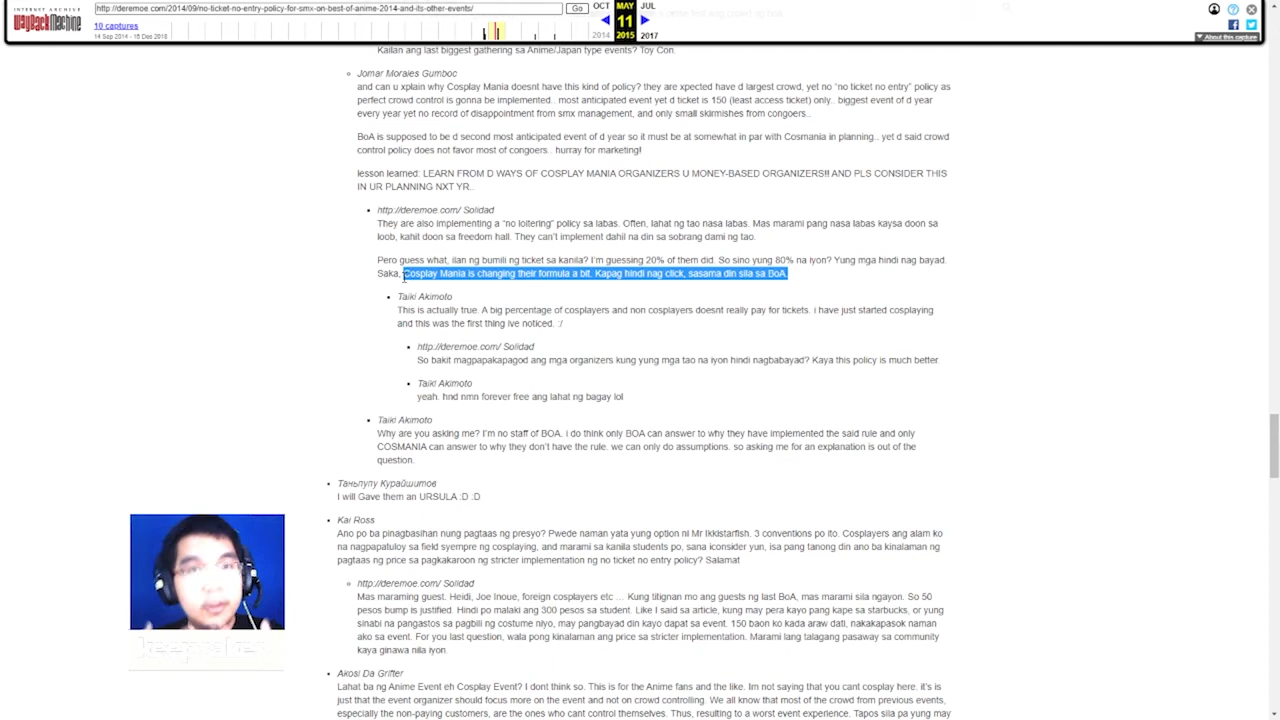 INTERNET ARCHIVE
WayBackMachine
http://deremoe.com/2014/09/no-ticket-no-entry-policy-for-smx-on-best-of-anime-2014-and-its-other-events/
Go
OCT MAY JUL
11
2014 2015 2017
10 captures
14 Sep 2014 - 15 Dec 2018
About this capture
Kailan ang last biggest gathering sa Anime/Japan type events? Toy Con.
Jomar Morales Gumboc
and can u xplain why Cosplay Mania doesnt have this kind of policy? they are xpected have d largest crowd, yet no “no ticket no entry” policy as
perfect crowd control is gonna be implemented.. most anticipated event yet d ticket is 150 (least access ticket) only.. biggest event of d year
every year yet no record of disappointment from smx management, and only small skirmishes from congoers..
BoA is supposed to be d second most anticipated event of d year so it must be at somewhat in par with Cosmania in planning.. yet d said crowd
control policy does not favor most of congoers.. hurray for marketing!
lesson learned: LEARN FROM D WAYS OF COSPLAY MANIA ORGANIZERS U MONEY-BASED ORGANIZERS!!! AND PLS CONSIDER THIS
IN UR PLANNING NXT YR..
http://deremoe.com/ Solidad
They are also implementing a “no loitering” policy sa labas. Often, lahat ng tao nasa labas. Mas marami pang nasa labas kaysa doon sa
loob, kahit doon sa freedom hall. They can’t implement dahil na din sa sobrang dami ng tao.
Pero guess what, ilan ng bumili ng ticket sa kanila? I’m guessing 20% of them did. So sino yung 80% na iyon? Yung mga hindi nag bayad.
Saka, Cosplay Mania is changing their formula a bit. Kapag hindi nag click, sasama din sila sa BoA.
Taiki Akimoto
This is actually true. A big percentage of cosplayers and non cosplayers doesnt really pay for tickets. i have just started cosplaying
and this was the first thing ive noticed. :/
http://deremoe.com/ Solidad
So bakit magpapakapagod ang mga organizers kung yung mga tao na iyon hindi nagbabayad? Kaya this policy is much better.
Taiki Akimoto
yeah. hnd nmn forever free ang lahat ng bagay lol
Taiki Akimoto
Why are you asking me? I’m no staff of BOA. i do think only BOA can answer to why they have implemented the said rule and only
COSMANIA can answer to why they don’t have the rule. we can only do assumptions. so asking me for an explanation is out of the
question.
Таньпупу Курайшитов
I will Gave them an URSULA :D :D
Kai Ross
Ano po ba pinagbasihan nung pagtaas ng presyo? Pwede naman yata yung option ni Mr Ikkistarfish. 3 conventions po ito. Cosplayers ang alam ko
na nagpapatuloy sa field syempre ng cosplaying, and marami sa kanila students po, sana iconsider yun, isa pang tanong din ano ba kinalaman ng
pagtaas ng price sa pagkakaroon ng stricter implementation ng no ticket no entry policy? Salamat
http://deremoe.com/ Solidad
Mas maraming guest. Heidi, Joe Inoue, foreign cosplayers etc … Kung titignan mo ang guests ng last BoA, mas marami sila ngayon. So 50
pesos bump is justified. Hindi po malaki ang 300 pesos sa student. Like I said sa article, kung may pera kayo pang kape sa starbucks, or yung
sinabi na pangastos sa pagbili ng costume niyo, may pangbayad din kayo dapat sa event. 150 baon ko kada araw dati, nakakapasok naman
ako sa event. For you last question, wala pong kinalaman ang price sa stricter implementation. Marami lang talagang pasaway sa community
kaya ginawa nila iyon.
Akosi Da Grifter
Lahat ba ng Anime Event eh Cosplay Event? I dont think so. This is for the Anime fans and the like. Im not saying that you cant cosplay here. it’s is
just that the event organizer should focus more on the event and not on crowd controlling. We all know that most of the crowd from previous events,
especially the non-paying customers, are the ones who cant control themselves. Thus, resulting to a worst event experience. Tapos sila pa yung may